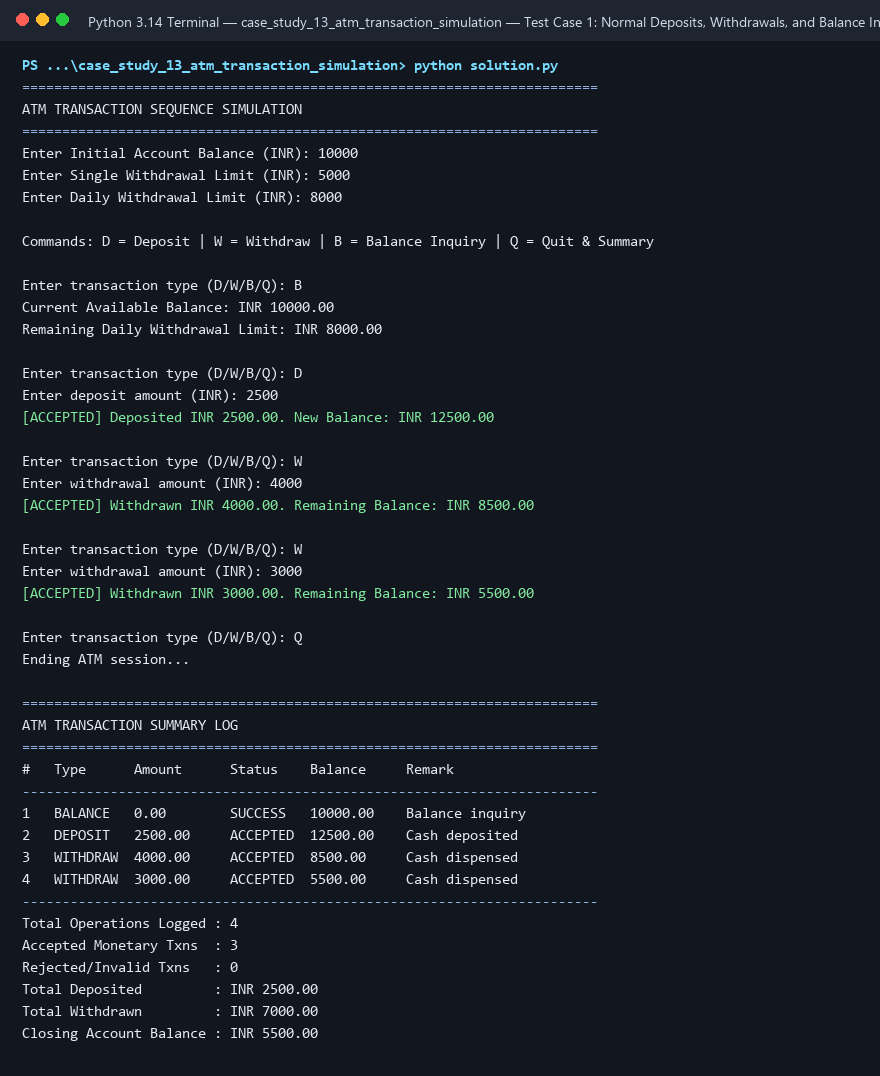 Python 3.14 Terminal — case_study_13_atm_transaction_simulation — Test Case 1: Normal Deposits, Withdrawals, and Balance In
PS ...\case_study_13_atm_transaction_simulation> python solution.py
========================================================================
ATM TRANSACTION SEQUENCE SIMULATION
========================================================================
Enter Initial Account Balance (INR): 10000
Enter Single Withdrawal Limit (INR): 5000
Enter Daily Withdrawal Limit (INR): 8000
Commands: D = Deposit | W = Withdraw | B = Balance Inquiry | Q = Quit & Summary
Enter transaction type (D/W/B/Q): B
Current Available Balance: INR 10000.00
Remaining Daily Withdrawal Limit: INR 8000.00
Enter transaction type (D/W/B/Q): D
Enter deposit amount (INR): 2500
[ACCEPTED] Deposited INR 2500.00. New Balance: INR 12500.00
Enter transaction type (D/W/B/Q): W
Enter withdrawal amount (INR): 4000
[ACCEPTED] Withdrawn INR 4000.00. Remaining Balance: INR 8500.00
Enter transaction type (D/W/B/Q): W
Enter withdrawal amount (INR): 3000
[ACCEPTED] Withdrawn INR 3000.00. Remaining Balance: INR 5500.00
Enter transaction type (D/W/B/Q): Q
Ending ATM session...
========================================================================
ATM TRANSACTION SUMMARY LOG
========================================================================
#   Type      Amount      Status    Balance     Remark
------------------------------------------------------------------------
1   BALANCE   0.00        SUCCESS   10000.00    Balance inquiry
2   DEPOSIT   2500.00     ACCEPTED  12500.00    Cash deposited
3   WITHDRAW  4000.00     ACCEPTED  8500.00     Cash dispensed
4   WITHDRAW  3000.00     ACCEPTED  5500.00     Cash dispensed
------------------------------------------------------------------------
Total Operations Logged : 4
Accepted Monetary Txns  : 3
Rejected/Invalid Txns   : 0
Total Deposited         : INR 2500.00
Total Withdrawn         : INR 7000.00
Closing Account Balance : INR 5500.00